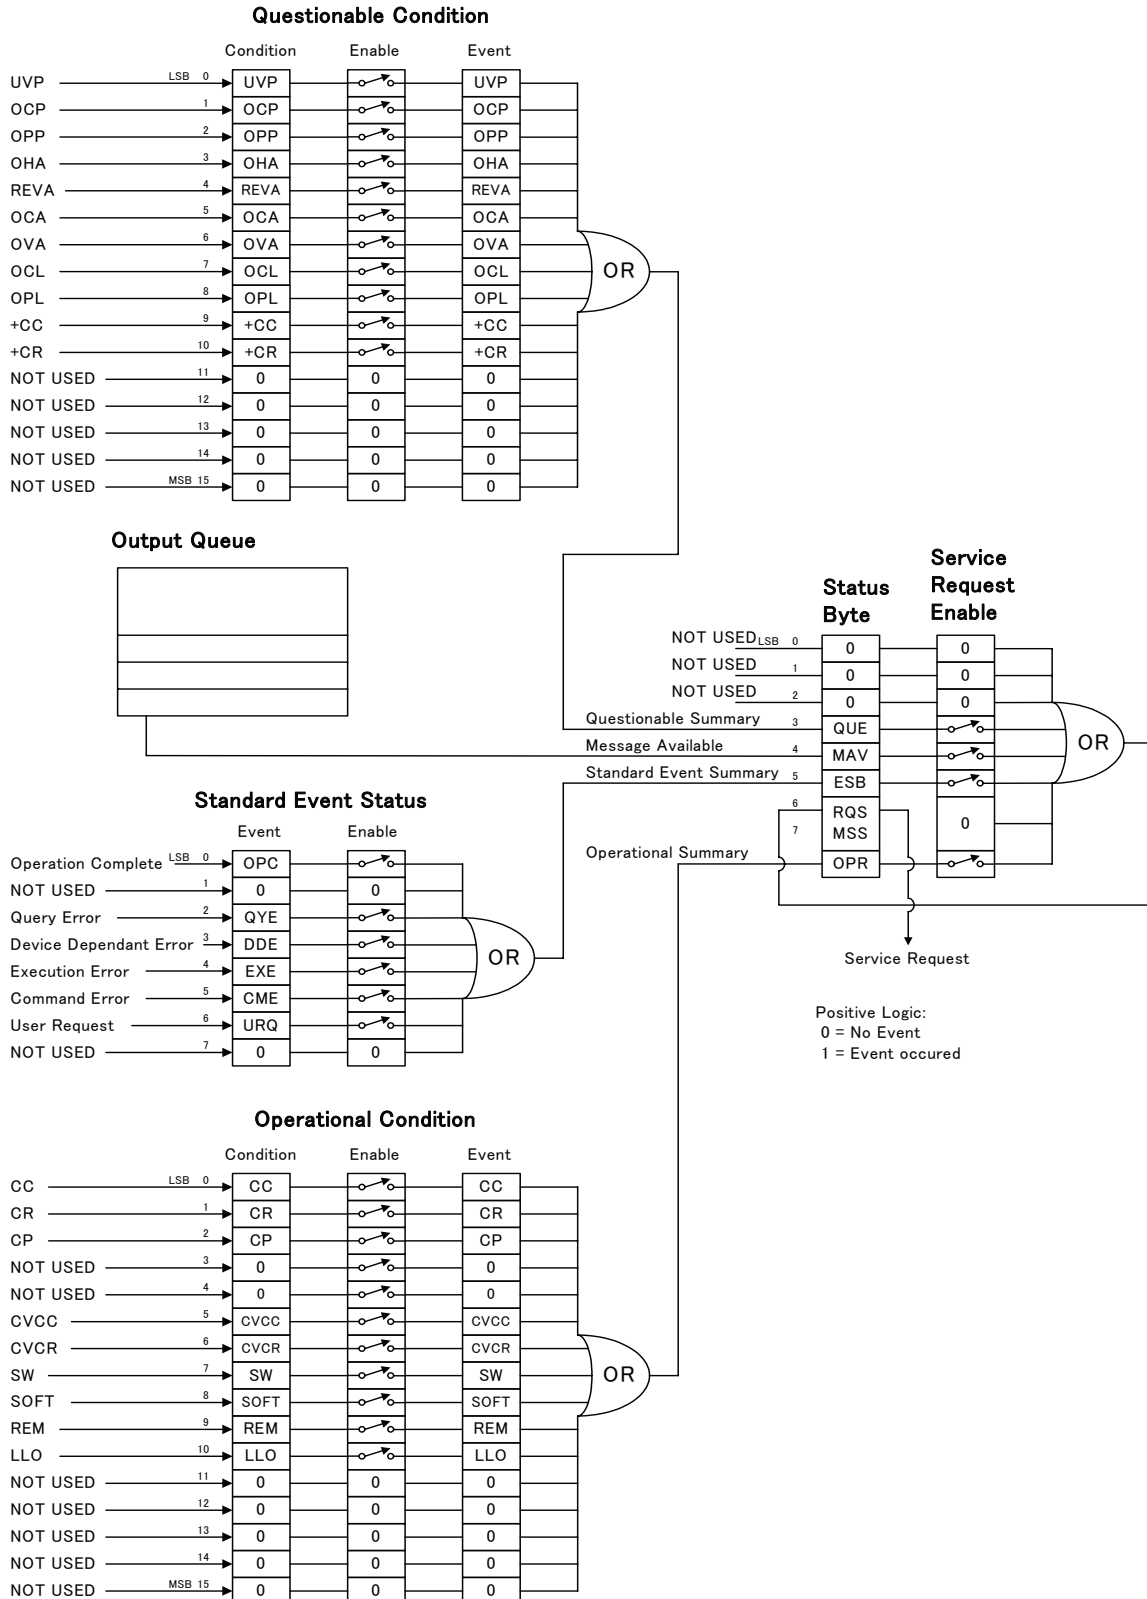 Questionable Condition
Condition Enable Event
UVP LSB 0 UVP UVP
OCP 1 OCP OCP
OPP 2 OPP OPP
OHA 3 OHA OHA
REVA 4 REVA REVA
OCA 5 OCA OCA
OVA 6 OVA OVA
OCL 7 OCL OCL
OPL 8 OPL OPL
+CC 9 +CC +CC
+CR 10 +CR +CR
NOT USED 11 0 0 0
NOT USED 12 0 0 0
NOT USED 13 0 0 0
NOT USED 14 0 0 0
NOT USED MSB 15 0 0 0
OR
Output Queue
Status
Byte
Service
Request
Enable
NOT USED LSB 0 0 0
NOT USED 1 0 0
NOT USED 2 0 0
Questionable Summary 3 QUE
Message Available 4 MAV
Standard Event Summary 5 ESB
6 RQS
7 MSS
0
Operational Summary OPR
OR
Service Request
Positive Logic:
0 = No Event
1 = Event occured
Standard Event Status
Event Enable
Operation Complete LSB 0 OPC
NOT USED 1 0 0
Query Error 2 QYE
Device Dependant Error 3 DDE
Execution Error 4 EXE
Command Error 5 CME
User Request 6 URQ
NOT USED 7 0 0
OR
Operational Condition
Condition Enable Event
CC LSB 0 CC CC
CR 1 CR CR
CP 2 CP CP
NOT USED 3 0 0
NOT USED 4 0 0
CVCC 5 CVCC CVCC
CVCR 6 CVCR CVCR
SW 7 SW SW
SOFT 8 SOFT SOFT
REM 9 REM REM
LLO 10 LLO LLO
NOT USED 11 0 0 0
NOT USED 12 0 0 0
NOT USED 13 0 0 0
NOT USED 14 0 0 0
NOT USED MSB 15 0 0 0
OR